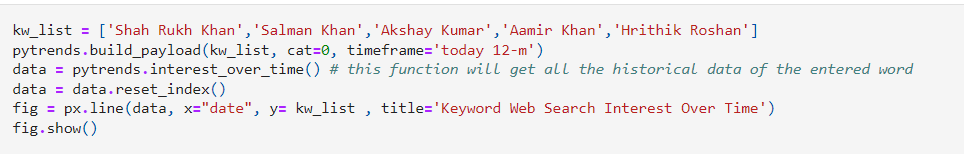 kw_list = ['Shah Rukh Khan','Salman Khan','Akshay Kumar','Aamir Khan','Hrithik Roshan']
pytrends.build_payload(kw_list, cat=0, timeframe='today 12-m')
data = pytrends.interest_over_time() # this function will get all the historical data of the entered word
data = data.reset_index()
fig = px.line(data, x="date", y= kw_list , title='Keyword Web Search Interest Over Time')
fig.show()